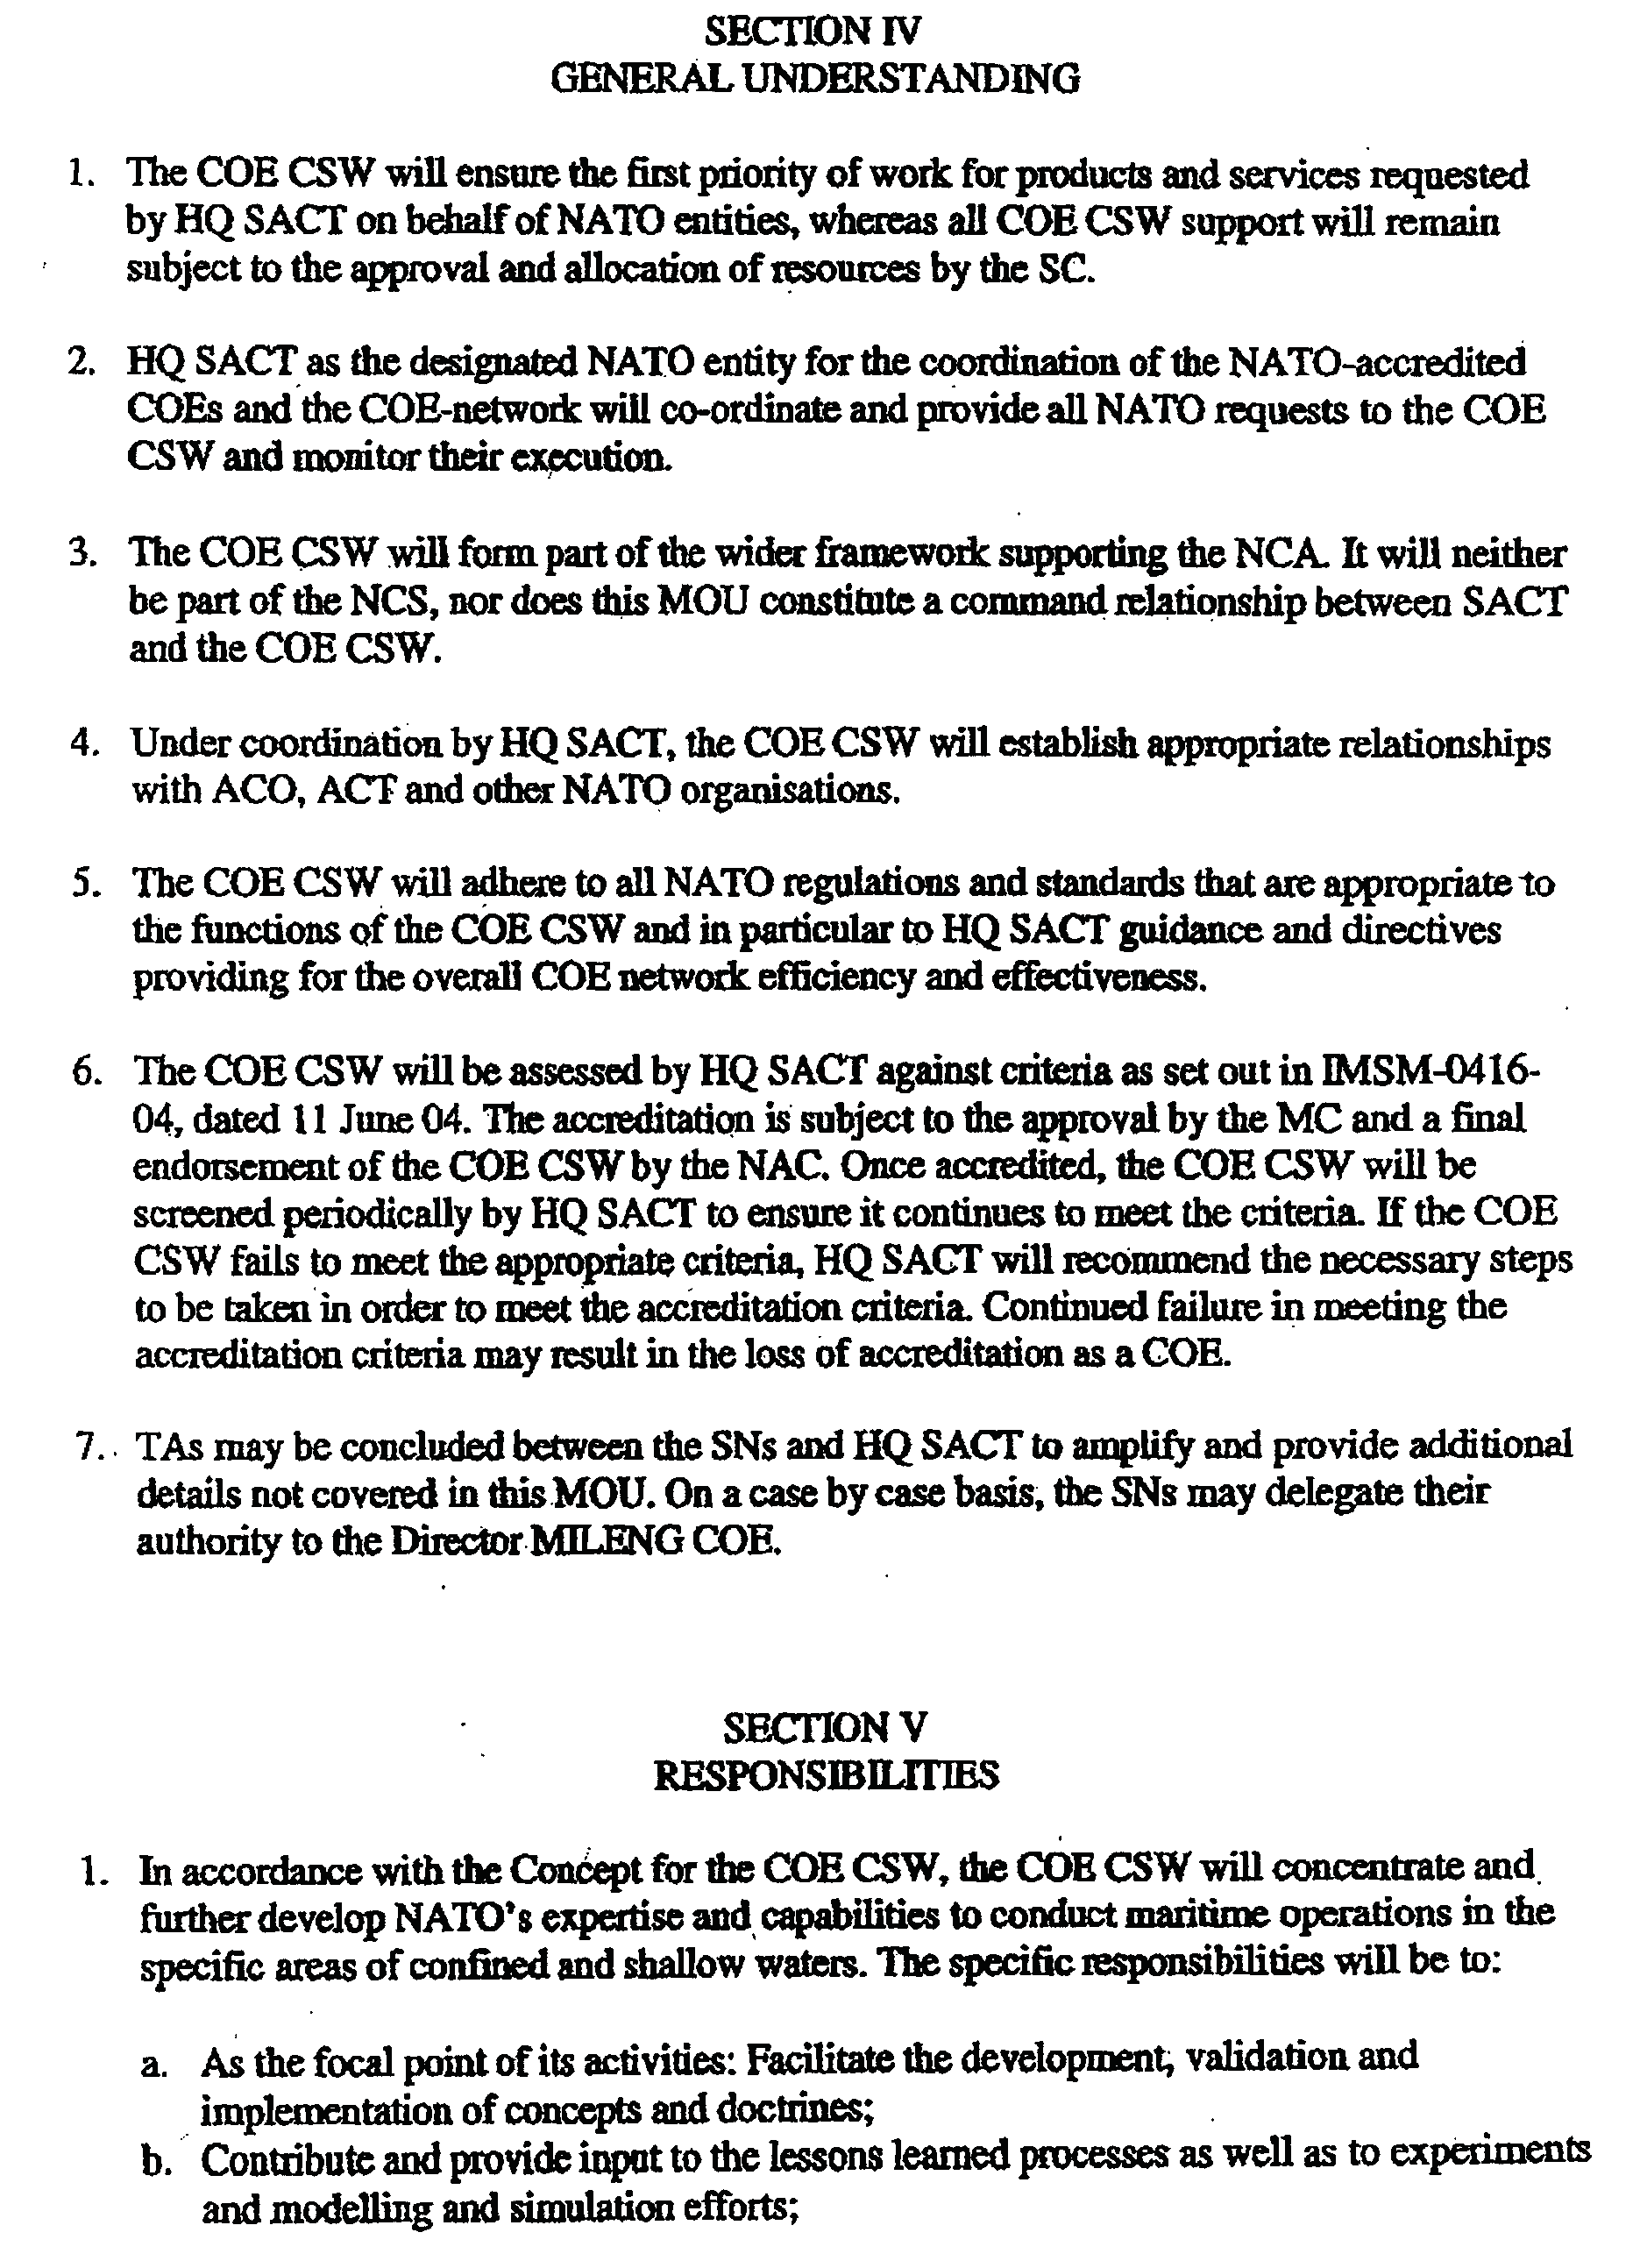 SECTION IV
GENERAL UNDERSTANDING
1. The COE CSW will ensure the first priority of work for products and services requested
by HQ SACT on behalf of NATO entities, whereas all COE CSW support will remain
subject to the approval and allocation of resources by the SC.
2. HQ SACT as the designated NATO entity for the coordination of the NATO-accredited
COEs and the COE-network will co-ordinate and provide all NATO requests to the COE
CSW and monitor their execution.
3. The COE CSW will form part of the wider framework supporting the NCA. It will neither
be part of the NCS, nor does this MOU constitute a command relationship between SACT
and the COE CSW.
4. Under coordination by HQ SACT, the COE CSW will establish appropriate relationships
with ACO, ACT and other NATO organisations.
5. The COE CSW will adhere to all NATO regulations and standards that are appropriate to
the functions of the COE CSW and in particular to HQ SACT guidance and directives
providing for the overall COE network efficiency and effectiveness.
6. The COE CSW will be assessed by HQ SACT against criteria as set out in IMSM-0416-
04, dated 11 June 04. The accreditation is subject to the approval by the MC and a final
endorsement of the COE CSW by the NAC. Once accredited, the COE CSW will be
screened periodically by HQ SACT to ensure it continues to meet the criteria. If the COE
CSW fails to meet the appropriate criteria, HQ SACT will recommend the necessary steps
to be taken in order to meet the accreditation criteria. Continued failure in meeting the
accreditation criteria may result in the loss of accreditation as a COE.
7. TAs may be concluded between the SNs and HQ SACT to amplify and provide additional
details not covered in this MOU. On a case by case basis, the SNs may delegate their
authority to the Director MILENG COE.
SECTION V
RESPONSIBILITIES
1. In accordance with the Concept for the COE CSW, the COE CSW will concentrate and
further develop NATO's expertise and capabilities to conduct maritime operations in the
specific areas of confined and shallow waters. The specific responsibilities will be to:
a. As the focal point of its activities: Facilitate the development, validation and
implementation of concepts and doctrines;
b. Contribute and provide input to the lessons learned processes as well as to experiments
and modelling and simulation efforts;